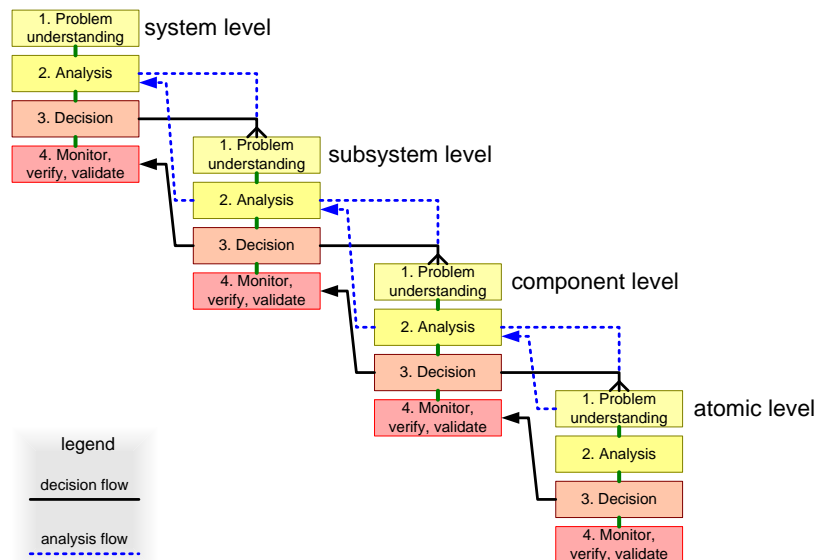 1. Problem
understanding
system level
2. Analysis
3. Decision
4. Monitor,
verify, validate
1. Problem
understanding
subsystem level
2. Analysis
3. Decision
4. Monitor,
verify, validate
1. Problem
understanding
component level
2. Analysis
3. Decision
4. Monitor,
verify, validate
1. Problem
understanding
atomic level
2. Analysis
3. Decision
4. Monitor,
verify, validate
legend
decision flow
analysis flow